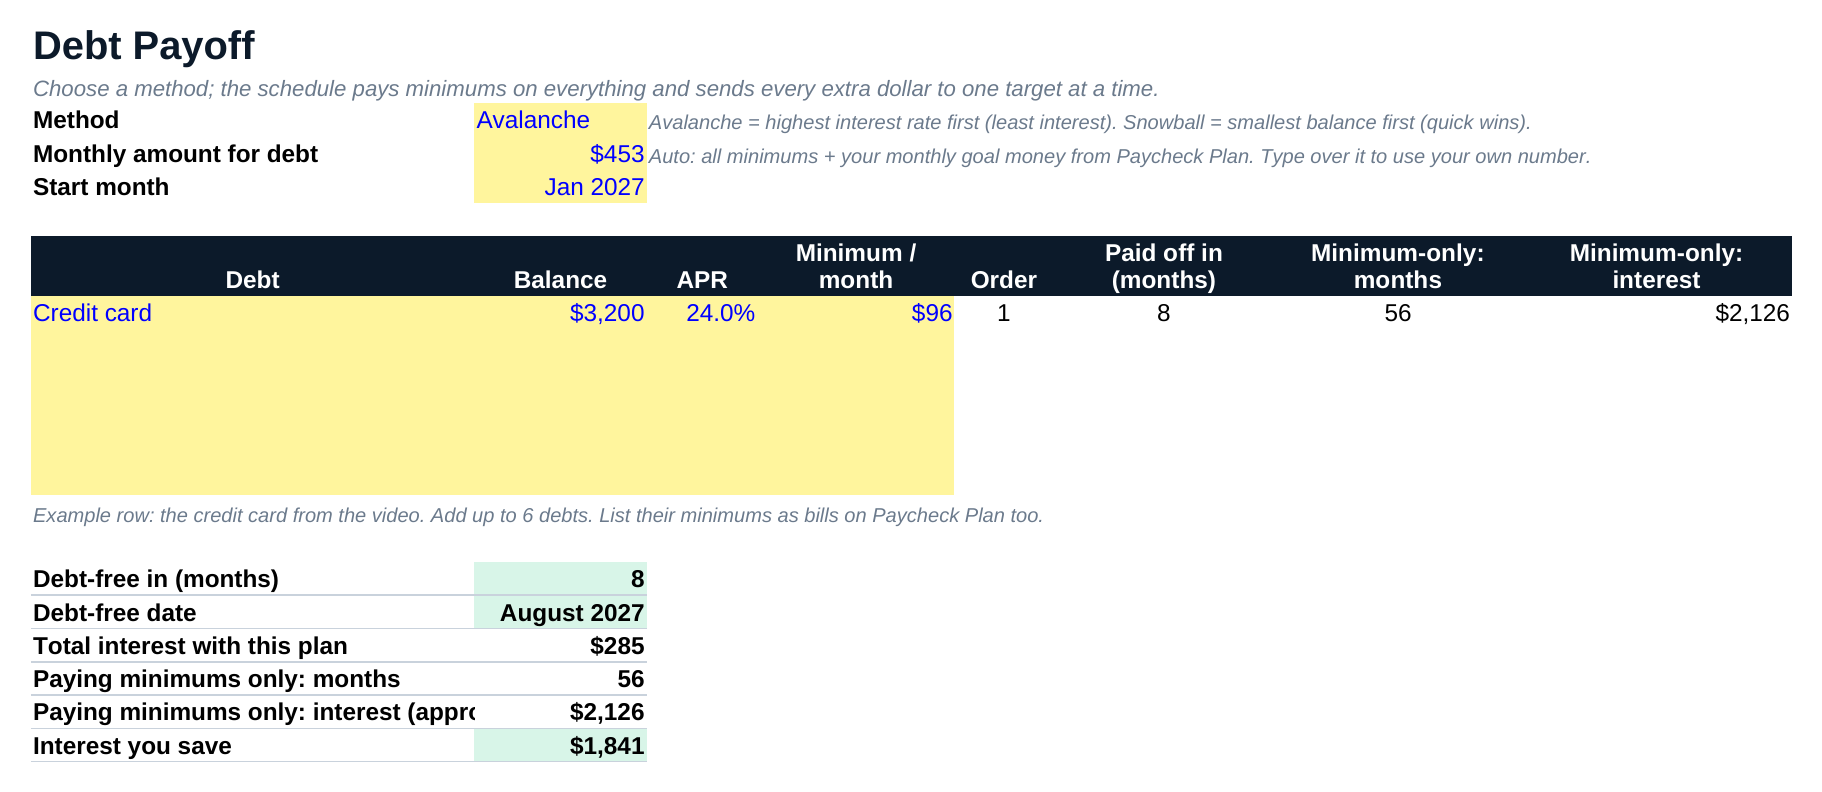 Debt Payoff
Choose a method; the schedule pays minimums on everything and sends every extra dollar to one target at a time.
Method Avalanche Avalanche = highest interest rate first (least interest). Snowball = smallest balance first (quick wins).
Monthly amount for debt $453 Auto: all minimums + your monthly goal money from Paycheck Plan. Type over it to use your own number.
Start month Jan 2027
Debt Balance APR Minimum / month Order Paid off in (months) Minimum-only: months Minimum-only: interest
Credit card $3,200 24.0% $96 1 8 56 $2,126
Example row: the credit card from the video. Add up to 6 debts. List their minimums as bills on Paycheck Plan too.
Debt-free in (months) 8
Debt-free date August 2027
Total interest with this plan $285
Paying minimums only: months 56
Paying minimums only: interest (appro $2,126
Interest you save $1,841